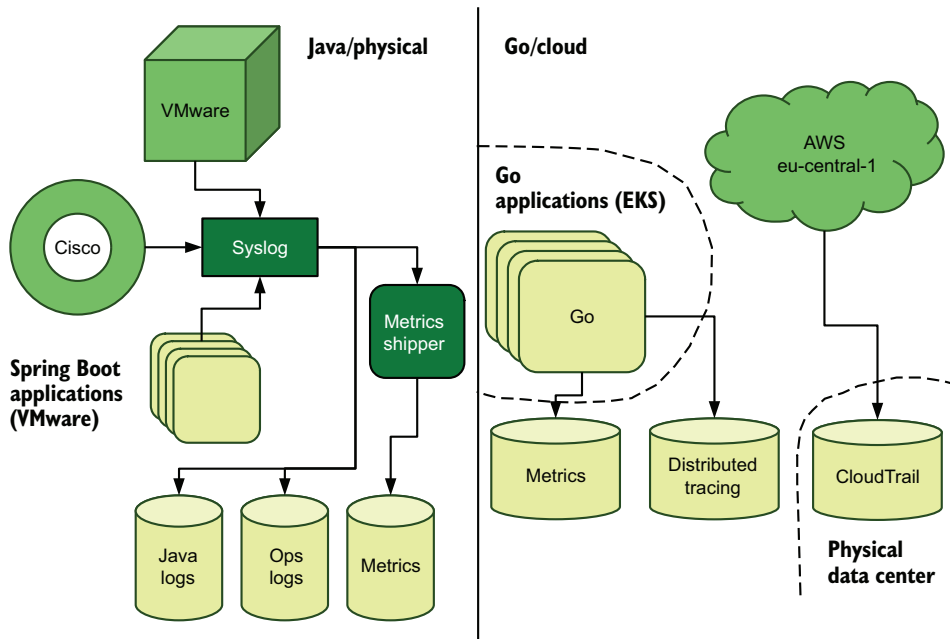 Java/physical
VMware
Cisco
Syslog
Metrics
shipper
Spring Boot
applications
(VMware)
Java
logs
Ops
logs
Metrics
Go/cloud
AWS
eu-central-1
Go
applications (EKS)
Go
Metrics
Distributed
tracing
CloudTrail
Physical
data center